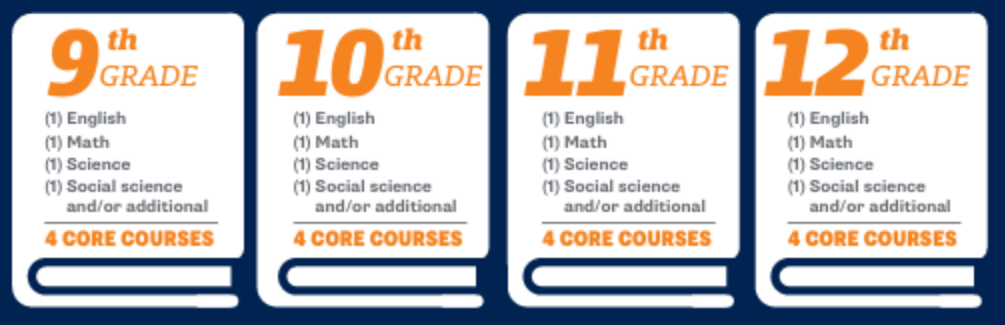 9th GRADE
(1) English
(1) Math
(1) Science
(1) Social science
and/or additional
4 CORE COURSES
10th GRADE
(1) English
(1) Math
(1) Science
(1) Social science
and/or additional
4 CORE COURSES
11th GRADE
(1) English
(1) Math
(1) Science
(1) Social science
and/or additional
4 CORE COURSES
12th GRADE
(1) English
(1) Math
(1) Science
(1) Social science
and/or additional
4 CORE COURSES